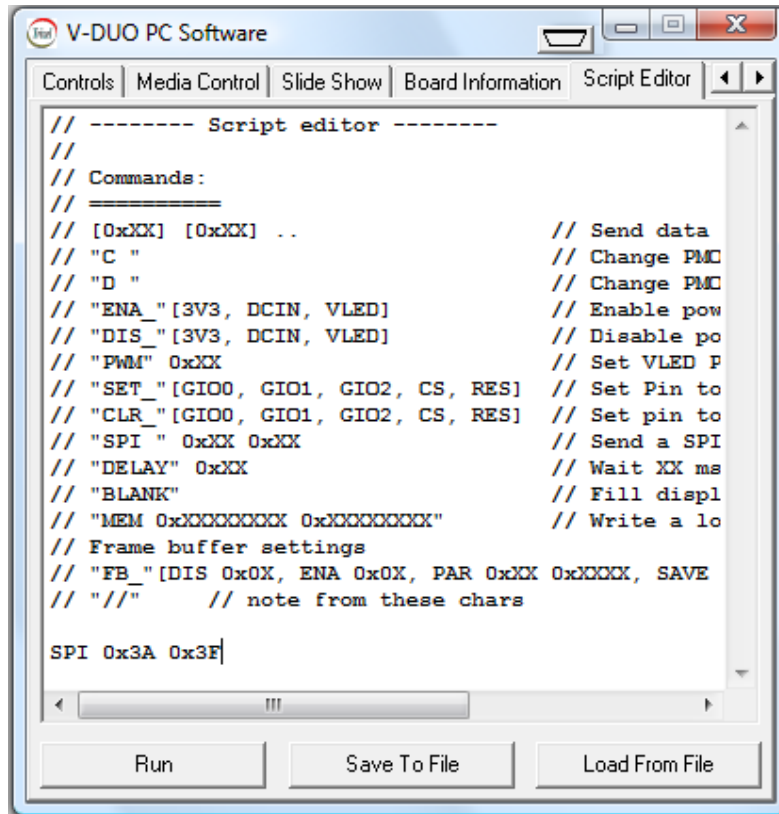 V-DUO PC Software
Controls Media Control Slide Show Board Information Script Editor
// -------- Script editor --------
//
// Commands:
// ==========
// [0xXX] [0xXX] .. // Send data
// "C " // Change PMO
// "D " // Change PMO
// "ENA_"[3V3, DCIN, VLED] // Enable pow
// "DIS_"[3V3, DCIN, VLED] // Disable po
// "PWM" 0xXX // Set VLED P
// "SET_"[GIO0, GIO1, GIO2, CS, RES] // Set Pin to
// "CLR_"[GIO0, GIO1, GIO2, CS, RES] // Set pin to
// "SPI " 0xXX 0xXX // Send a SPI
// "DELAY" 0xXX // Wait XX ms
// "BLANK" // Fill displ
// "MEM 0xXXXXXXXX 0xXXXXXXXX" // Write a lo
// Frame buffer settings
// "FB_"[DIS 0x0X, ENA 0x0X, PAR 0xXX 0xXXXX, SAVE
// "//" // note from these chars
SPI 0x3A 0x3F
Run Save To File Load From File